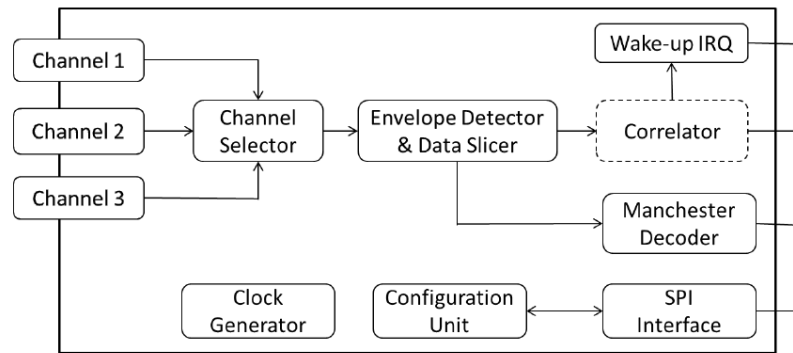 Wake-up IRQ
Channel 1
Channel 2
Channel
Selector
Envelope Detector
& Data Slicer
Correlator
Channel 3
Manchester
Decoder
Clock
Generator
Configuration
Unit
SPI
Interface